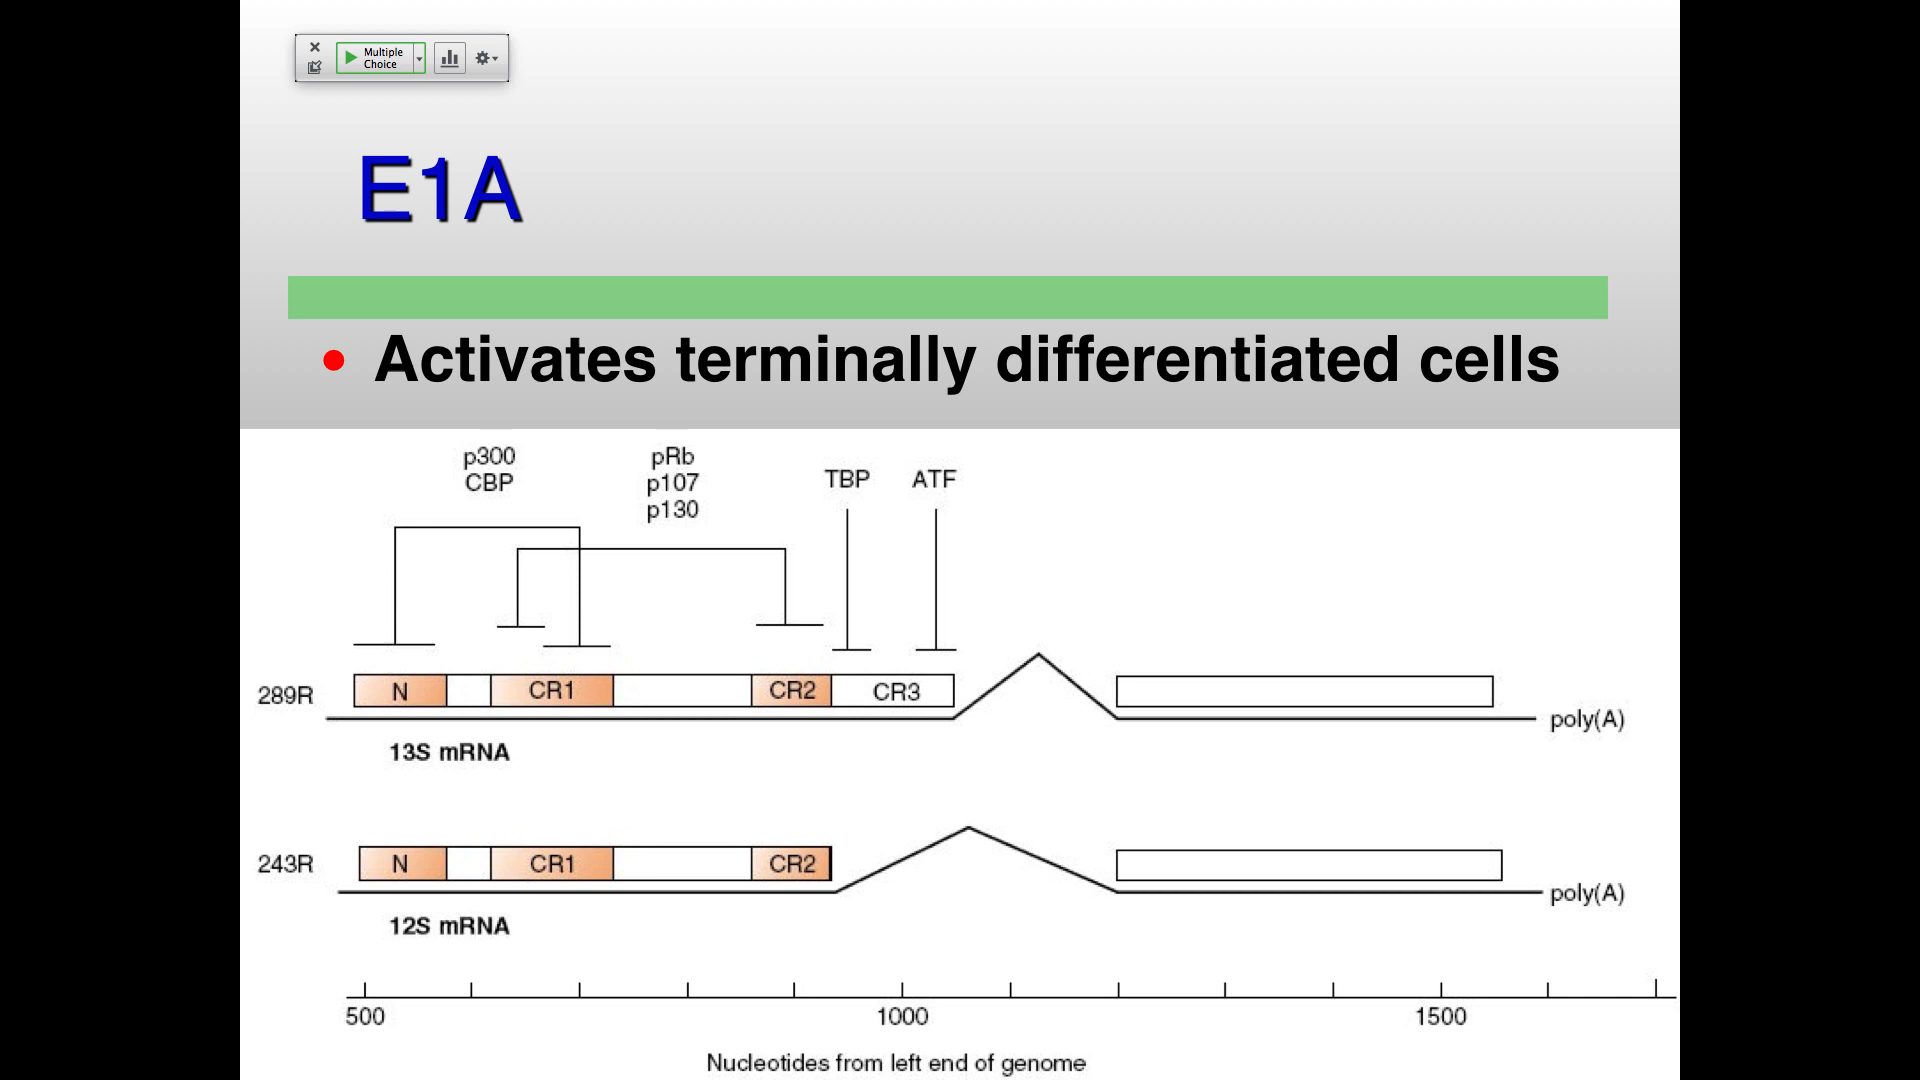 Multiple
Choice
E1A
• Activates terminally differentiated cells
p300
CBP
pRb
p107
p130
TBP
ATF
289R
N
CR1
CR2
CR3
poly(A)
13S mRNA
243R
N
CR1
CR2
poly(A)
12S mRNA
500
1000
1500
Nucleotides from left end of genome